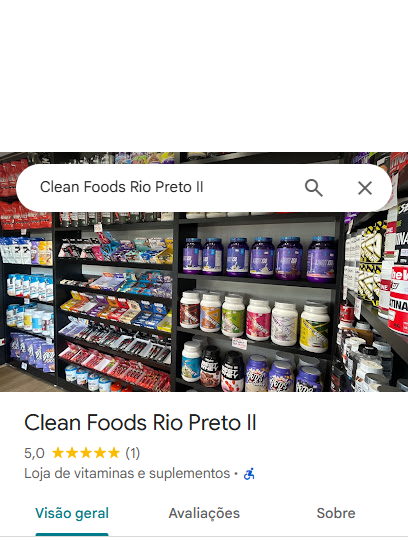 Clean Foods Rio Preto II
Clean Foods Rio Preto II
5,0 (1)
Loja de vitaminas e suplementos ·
Visão geral Avaliações Sobre